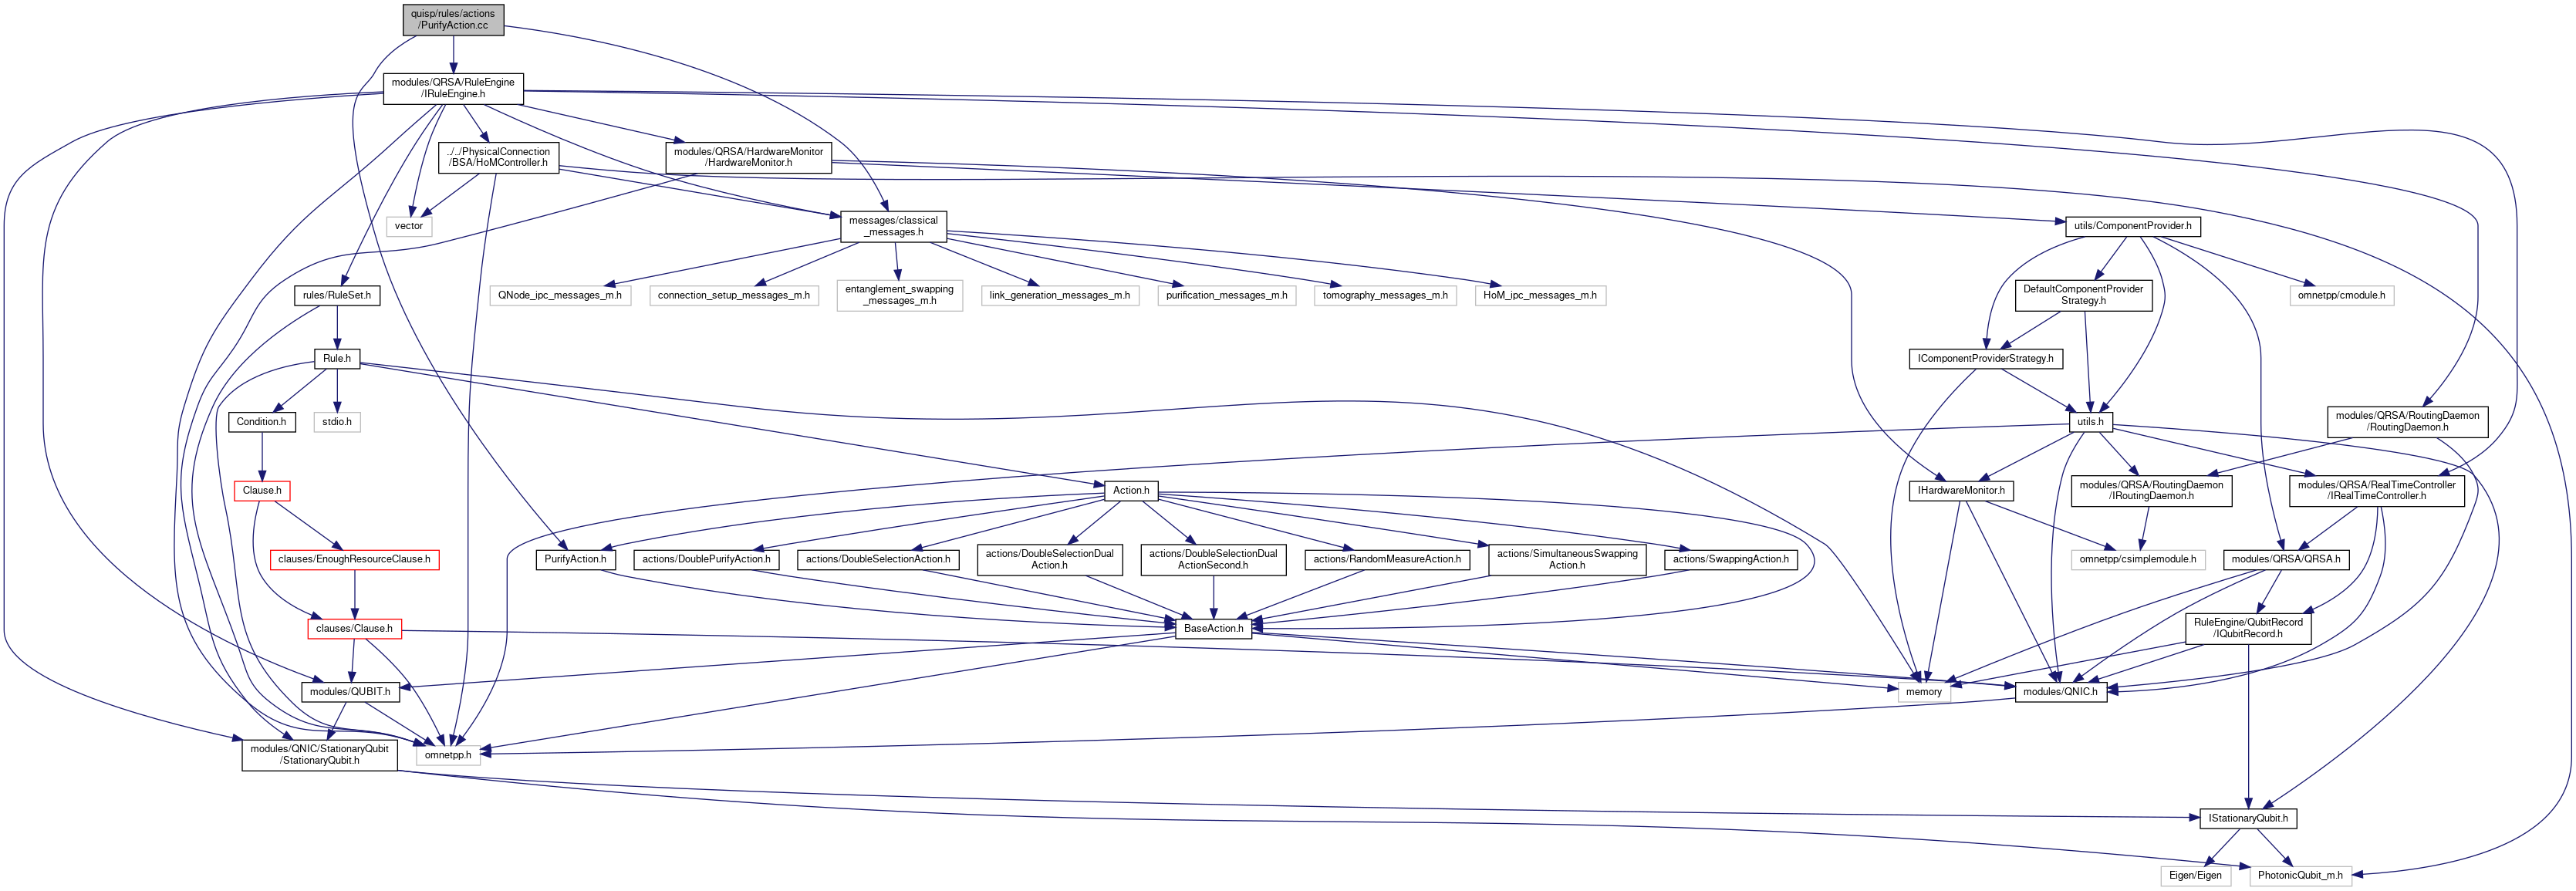 quisp/rules/actions
/PurifyAction.cc
modules/QRSA/RuleEngine
/IRuleEngine.h
../../PhysicalConnection
/BSA/HoMController.h
modules/QRSA/HardwareMonitor
/HardwareMonitor.h
vector
messages/classical
_messages.h
utils/ComponentProvider.h
rules/RuleSet.h
QNode_ipc_messages_m.h
connection_setup_messages_m.h
entanglement_swapping
_messages_m.h
link_generation_messages_m.h
purification_messages_m.h
tomography_messages_m.h
HoM_ipc_messages_m.h
DefaultComponentProvider
Strategy.h
omnetpp/cmodule.h
Rule.h
IComponentProviderStrategy.h
Condition.h
stdio.h
utils.h
modules/QRSA/RoutingDaemon
/RoutingDaemon.h
Clause.h
Action.h
IHardwareMonitor.h
modules/QRSA/RoutingDaemon
/IRoutingDaemon.h
modules/QRSA/RealTimeController
/IRealTimeController.h
clauses/EnoughResourceClause.h
PurifyAction.h
actions/DoublePurifyAction.h
actions/DoubleSelectionAction.h
actions/DoubleSelectionDual
Action.h
actions/DoubleSelectionDual
ActionSecond.h
actions/RandomMeasureAction.h
actions/SimultaneousSwapping
Action.h
actions/SwappingAction.h
omnetpp/csimplemodule.h
modules/QRSA/QRSA.h
clauses/Clause.h
BaseAction.h
RuleEngine/QubitRecord
/IQubitRecord.h
modules/QUBIT.h
memory
modules/QNIC.h
modules/QNIC/StationaryQubit
/StationaryQubit.h
omnetpp.h
IStationaryQubit.h
Eigen/Eigen
PhotonicQubit_m.h